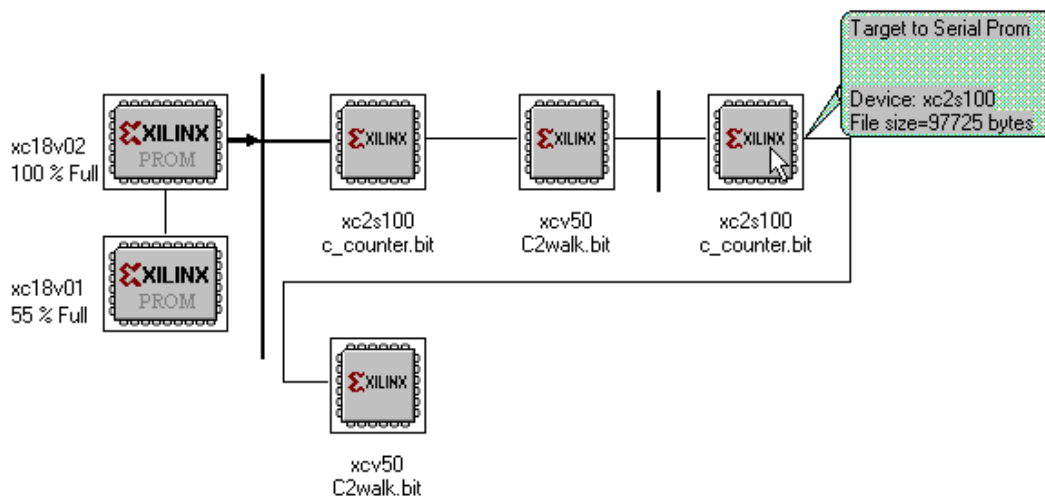 Target to Serial Prom
Device: xc2s100
File size=97725 bytes
XILINX
PROM
xc18v02
100 % Full
XILINX
XILINX
XILINX
xc2s100
c_counter.bit
xcv50
C2walk.bit
xc2s100
c_counter.bit
XILINX
PROM
xc18v01
55 % Full
XILINX
xcv50
C2walk.bit